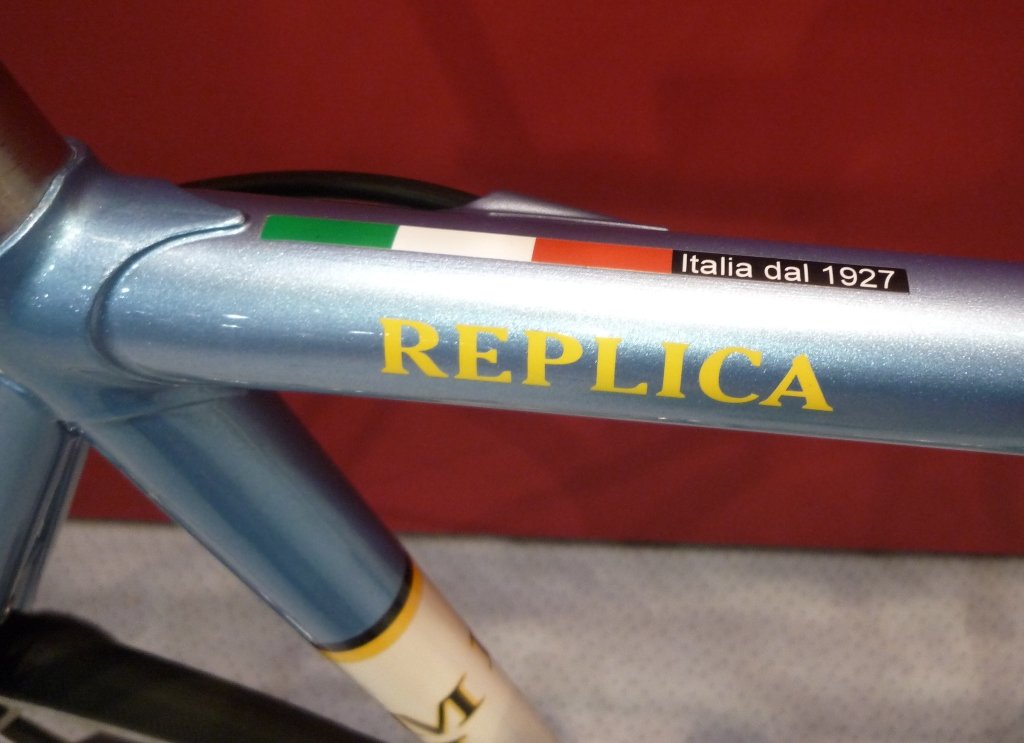 Italia dal 1927
REPLICA
M